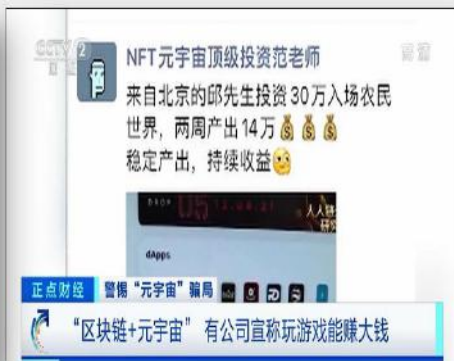 CCTV 2
NFT元宇宙顶级投资范老师
来自北京的邱先生投资30万入场农民
世界，两周产出14万💰💰💰
稳定产出，持续收益🤔
dApps
正点财经
警惕“元宇宙”骗局
“区块链+元宇宙” 有公司宣称玩游戏能赚大钱